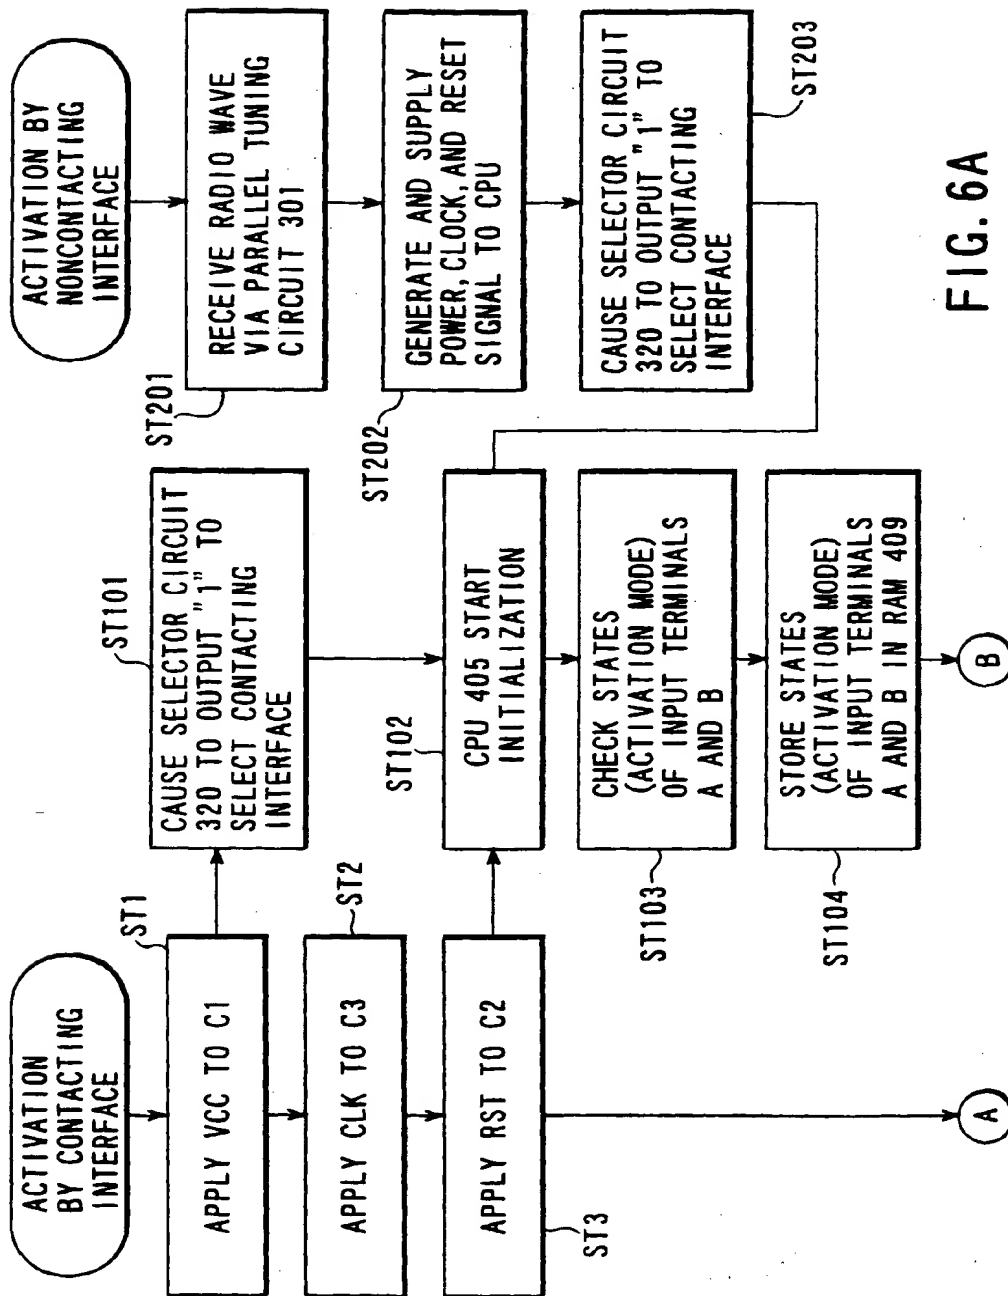 ACTIVATION
BY CONTACTING
INTERFACE
ST1
APPLY VCC TO C1
ST2
APPLY CLK TO C3
APPLY RST TO C2
ST3
A
ST101
CAUSE SELECTOR CIRCUIT
320 TO OUTPUT "1" TO
SELECT CONTACTING
INTERFACE
ST102
CPU 405 START
INITIALIZATION
CHECK STATES
(ACTIVATION MODE)
OF INPUT TERMINALS
A AND B
ST103
STORE STATES
(ACTIVATION MODE)
OF INPUT TERMINALS
A AND B IN RAM 409
ST104
B
ACTIVATION BY
NONCONTACTING
INTERFACE
ST201
RECEIVE RADIO WAVE
VIA PARALLEL TUNING
CIRCUIT 301
ST202
GENERATE AND SUPPLY
POWER, CLOCK, AND RESET
SIGNAL TO CPU
CAUSE SELECTOR CIRCUIT
320 TO OUTPUT "1" TO
SELECT CONTACTING
INTERFACE
ST203
FIG. 6A